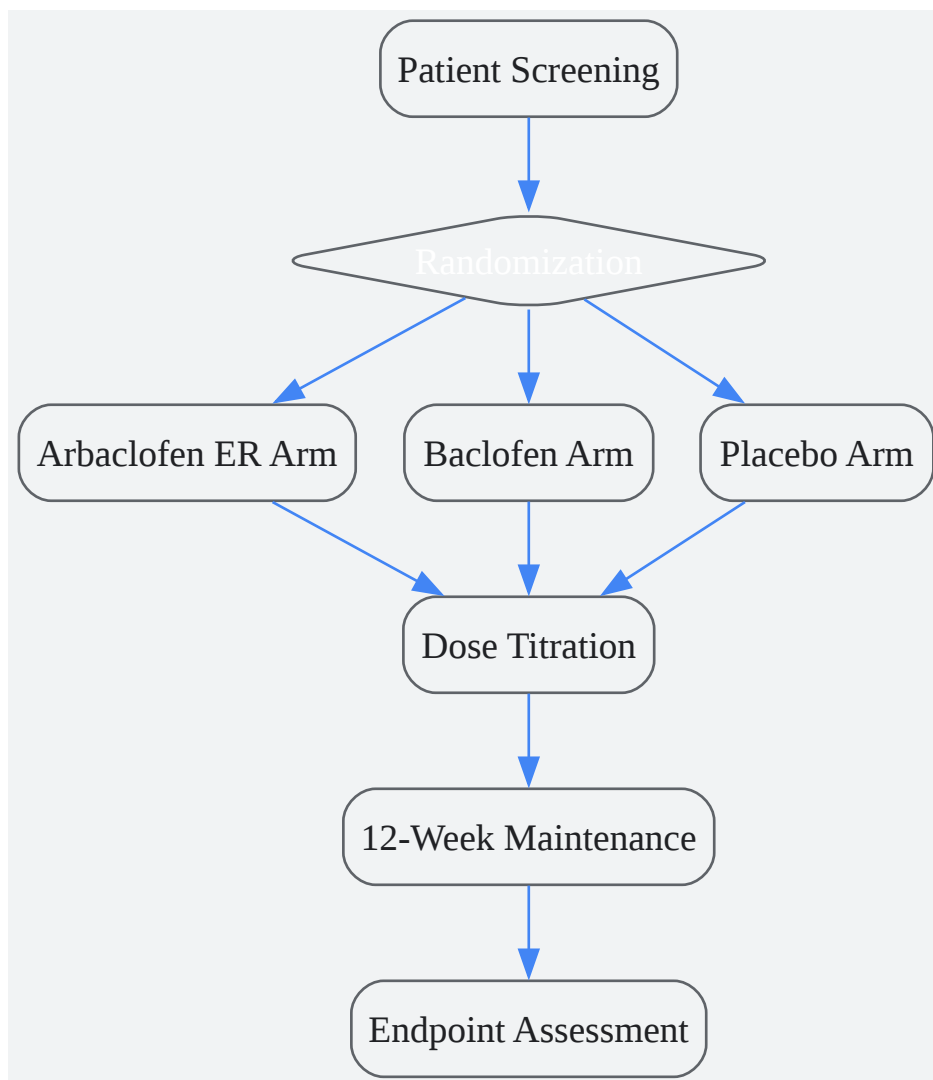 Patient Screening
Randomization
Arbaclofen ER Arm
Baclofen Arm
Placebo Arm
Dose Titration
12-Week Maintenance
Endpoint Assessment